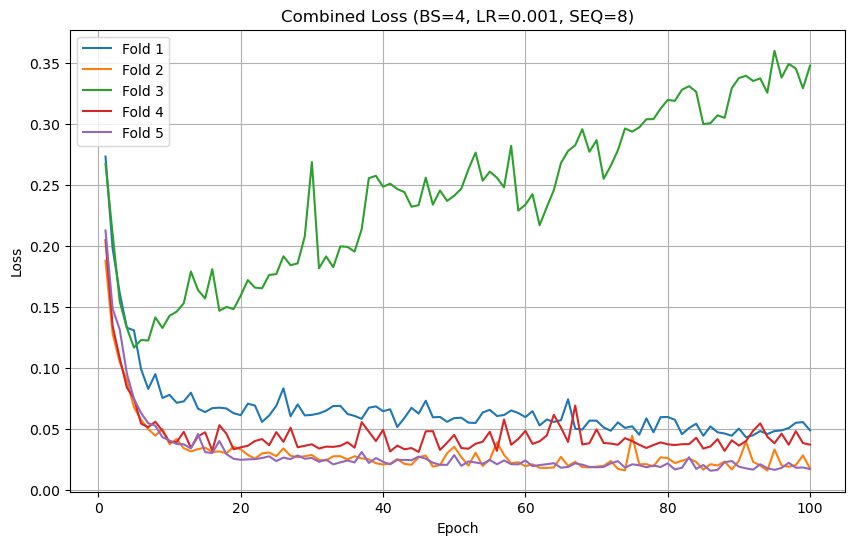 Combined Loss (BS=4, LR=0.001, SEQ=8)
Fold 1
Fold 2
Fold 3
Fold 4
Fold 5
0.35
0.30
0.25
0.20
0.15
0.10
0.05
0.00
Loss
0 20 40 60 80 100
Epoch